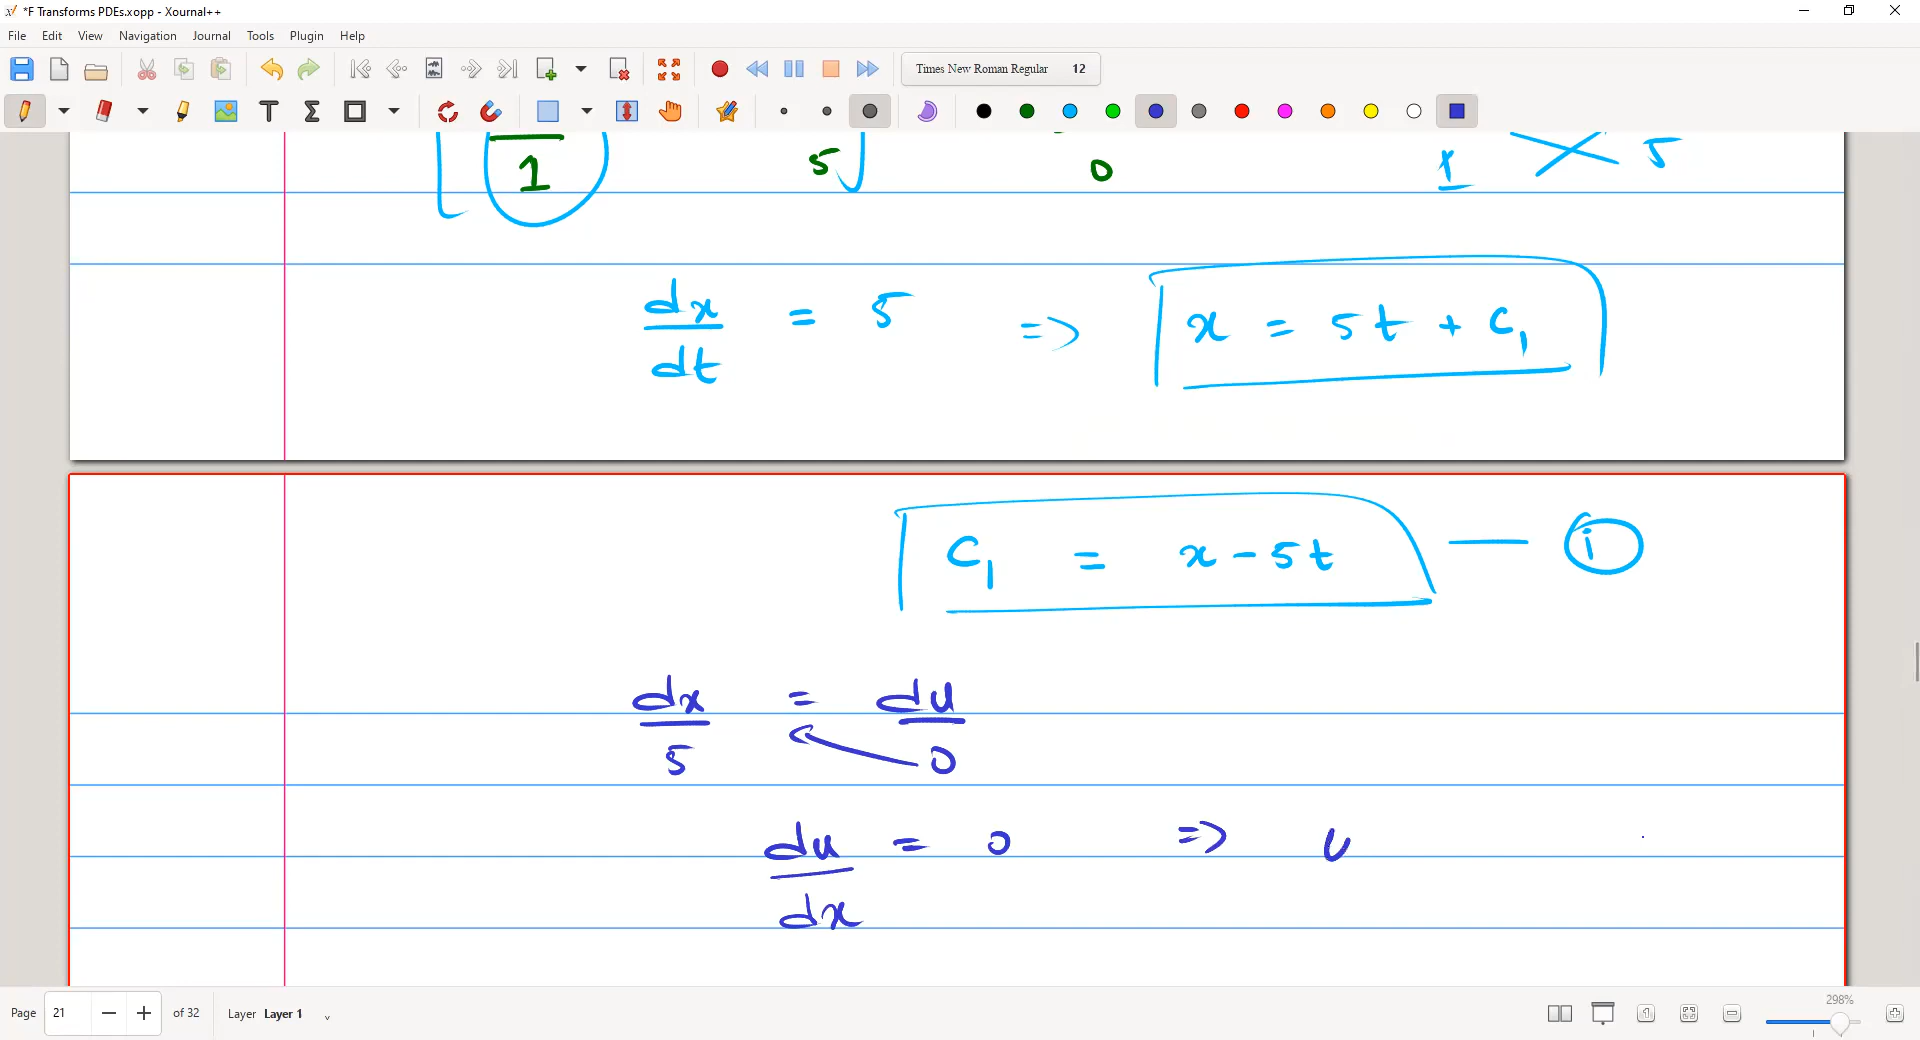 *F Transforms PDEs.xopp - Xournal++
File Edit View Navigation Journal Tools Plugin Help
Times New Roman Regular 12
1 5 0 1 5
dx/dt = 5 => x = 5t + C₁
C₁ = x - 5t — (i)
dx/5 = du/0
du/dx = 0 => u
Page 21 of 32 Layer Layer 1 298%